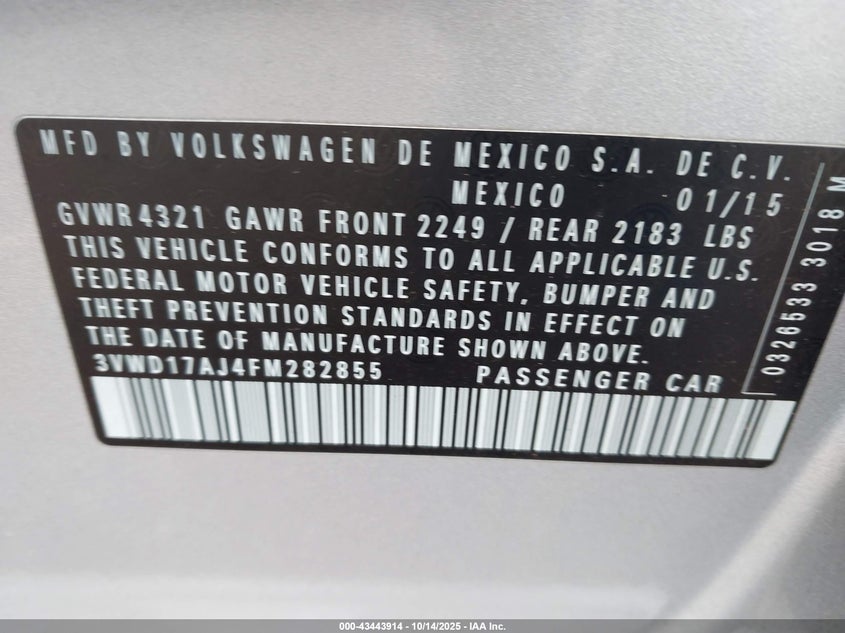 MFD BY VOLKSWAGEN DE MEXICO S.A. DE C.V.
MEXICO 01/15
GVWR 4321 GAWR FRONT 2249 / REAR 2183 LBS
THIS VEHICLE CONFORMS TO ALL APPLICABLE U.S.
FEDERAL MOTOR VEHICLE SAFETY, BUMPER AND
THEFT PREVENTION STANDARDS IN EFFECT ON
THE DATE OF MANUFACTURE SHOWN ABOVE.
3VWD17AJ4FM282855 PASSENGER CAR
0326533 3018 M
000-43443914 - 10/14/2025 - IAA Inc.